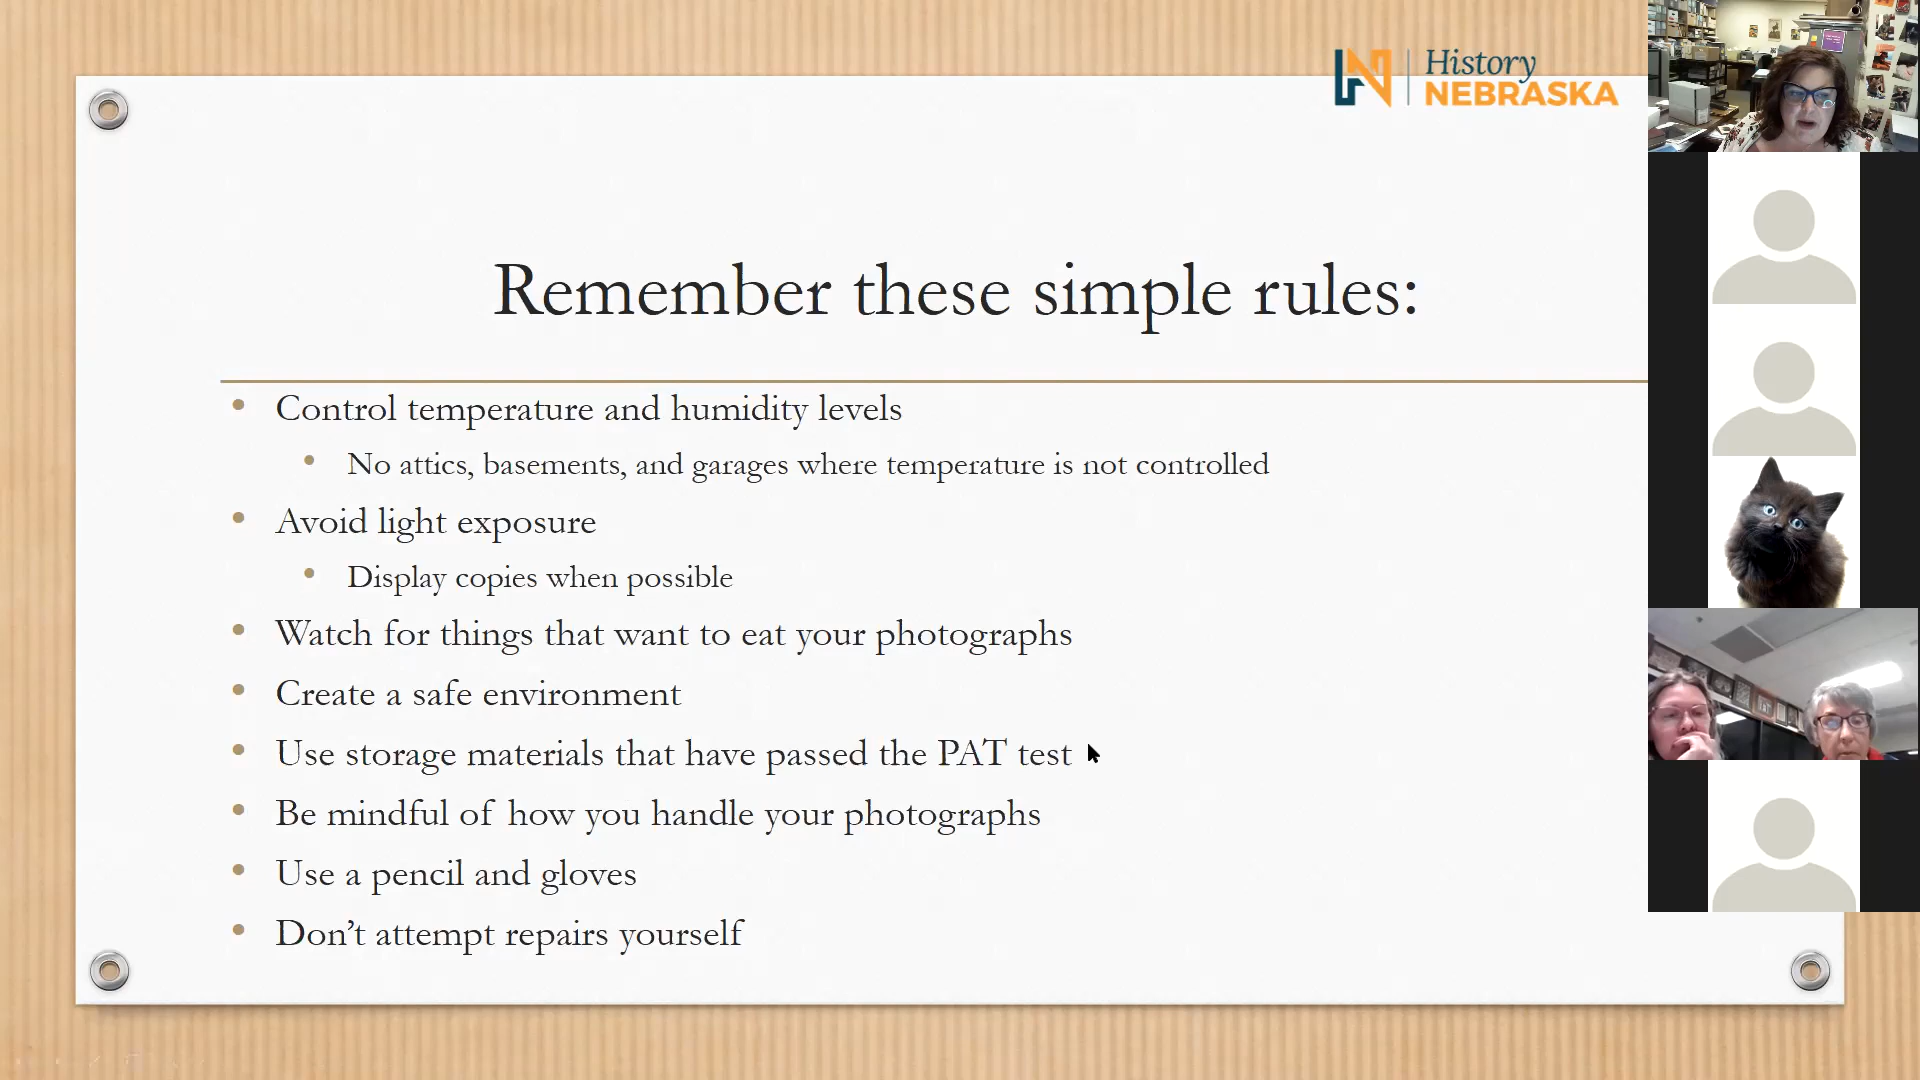 History
NEBRASKA
Remember these simple rules:
• Control temperature and humidity levels
• No attics, basements, and garages where temperature is not controlled
• Avoid light exposure
• Display copies when possible
• Watch for things that want to eat your photographs
• Create a safe environment
• Use storage materials that have passed the PAT test
• Be mindful of how you handle your photographs
• Use a pencil and gloves
• Don’t attempt repairs yourself